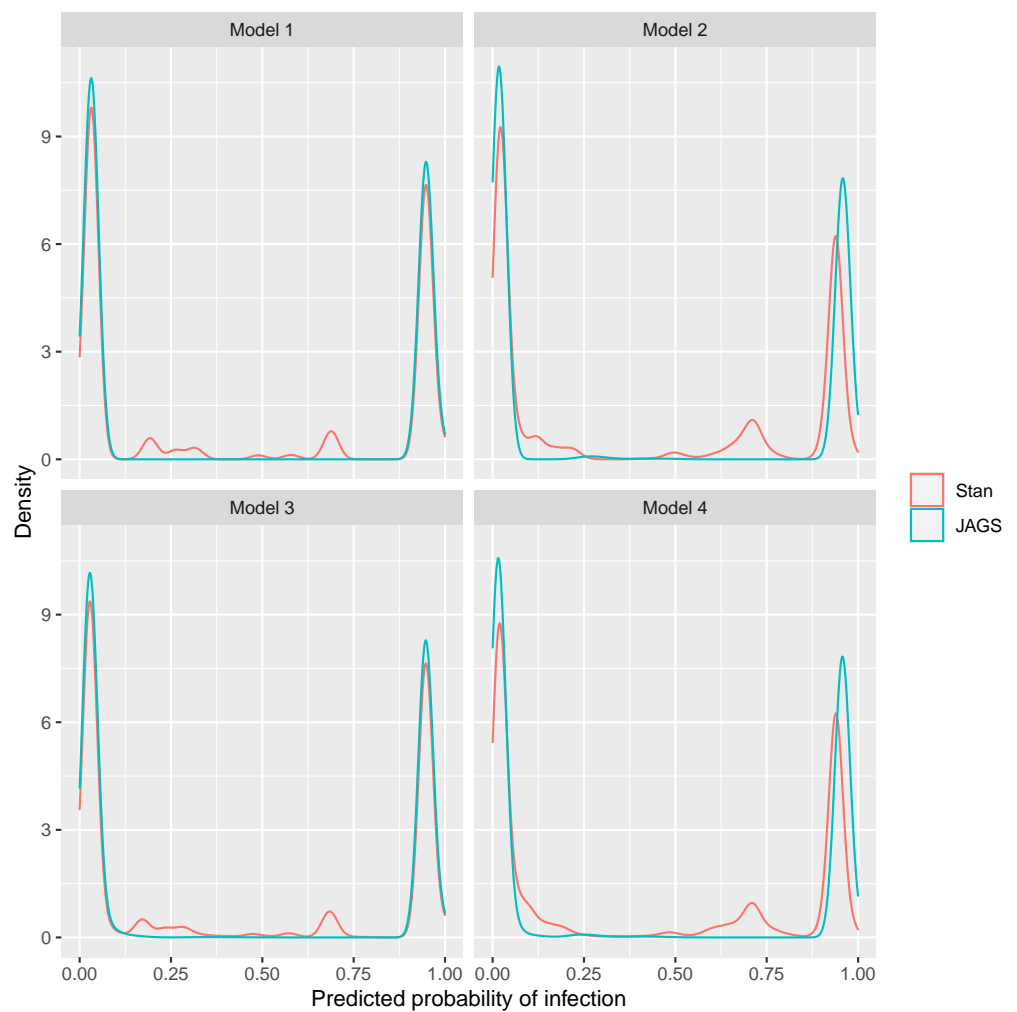 Model 1
Model 2
9
6
3
0
Model 3
Model 4
9
6
3
0
0.00 0.25 0.50 0.75 1.00
0.00 0.25 0.50 0.75 1.00
Predicted probability of infection
Density
Stan
JAGS